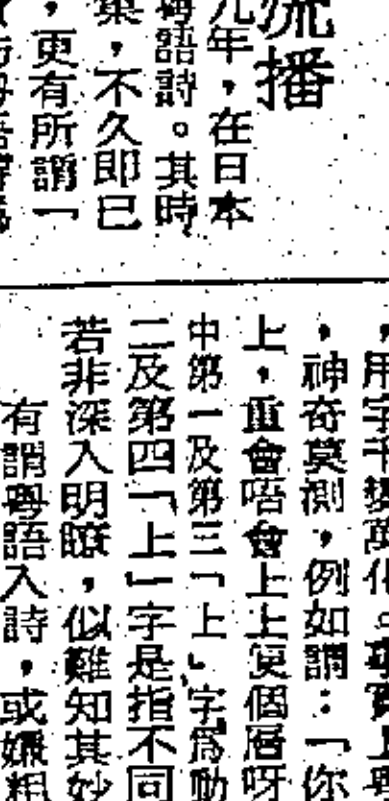 流播
九年，在日本
粵語詩。其時
集，不久即已
，更有所謂「
，用字千變萬化。事實上粵
，神奇莫測，例如謂：「你
上，重會唔會上上便個層呀
中第一及第三「上」字爲動
二及第四「上」字是指不同
若非深入明瞭，似難知其妙
有謂粵語入詩，或嫌粗